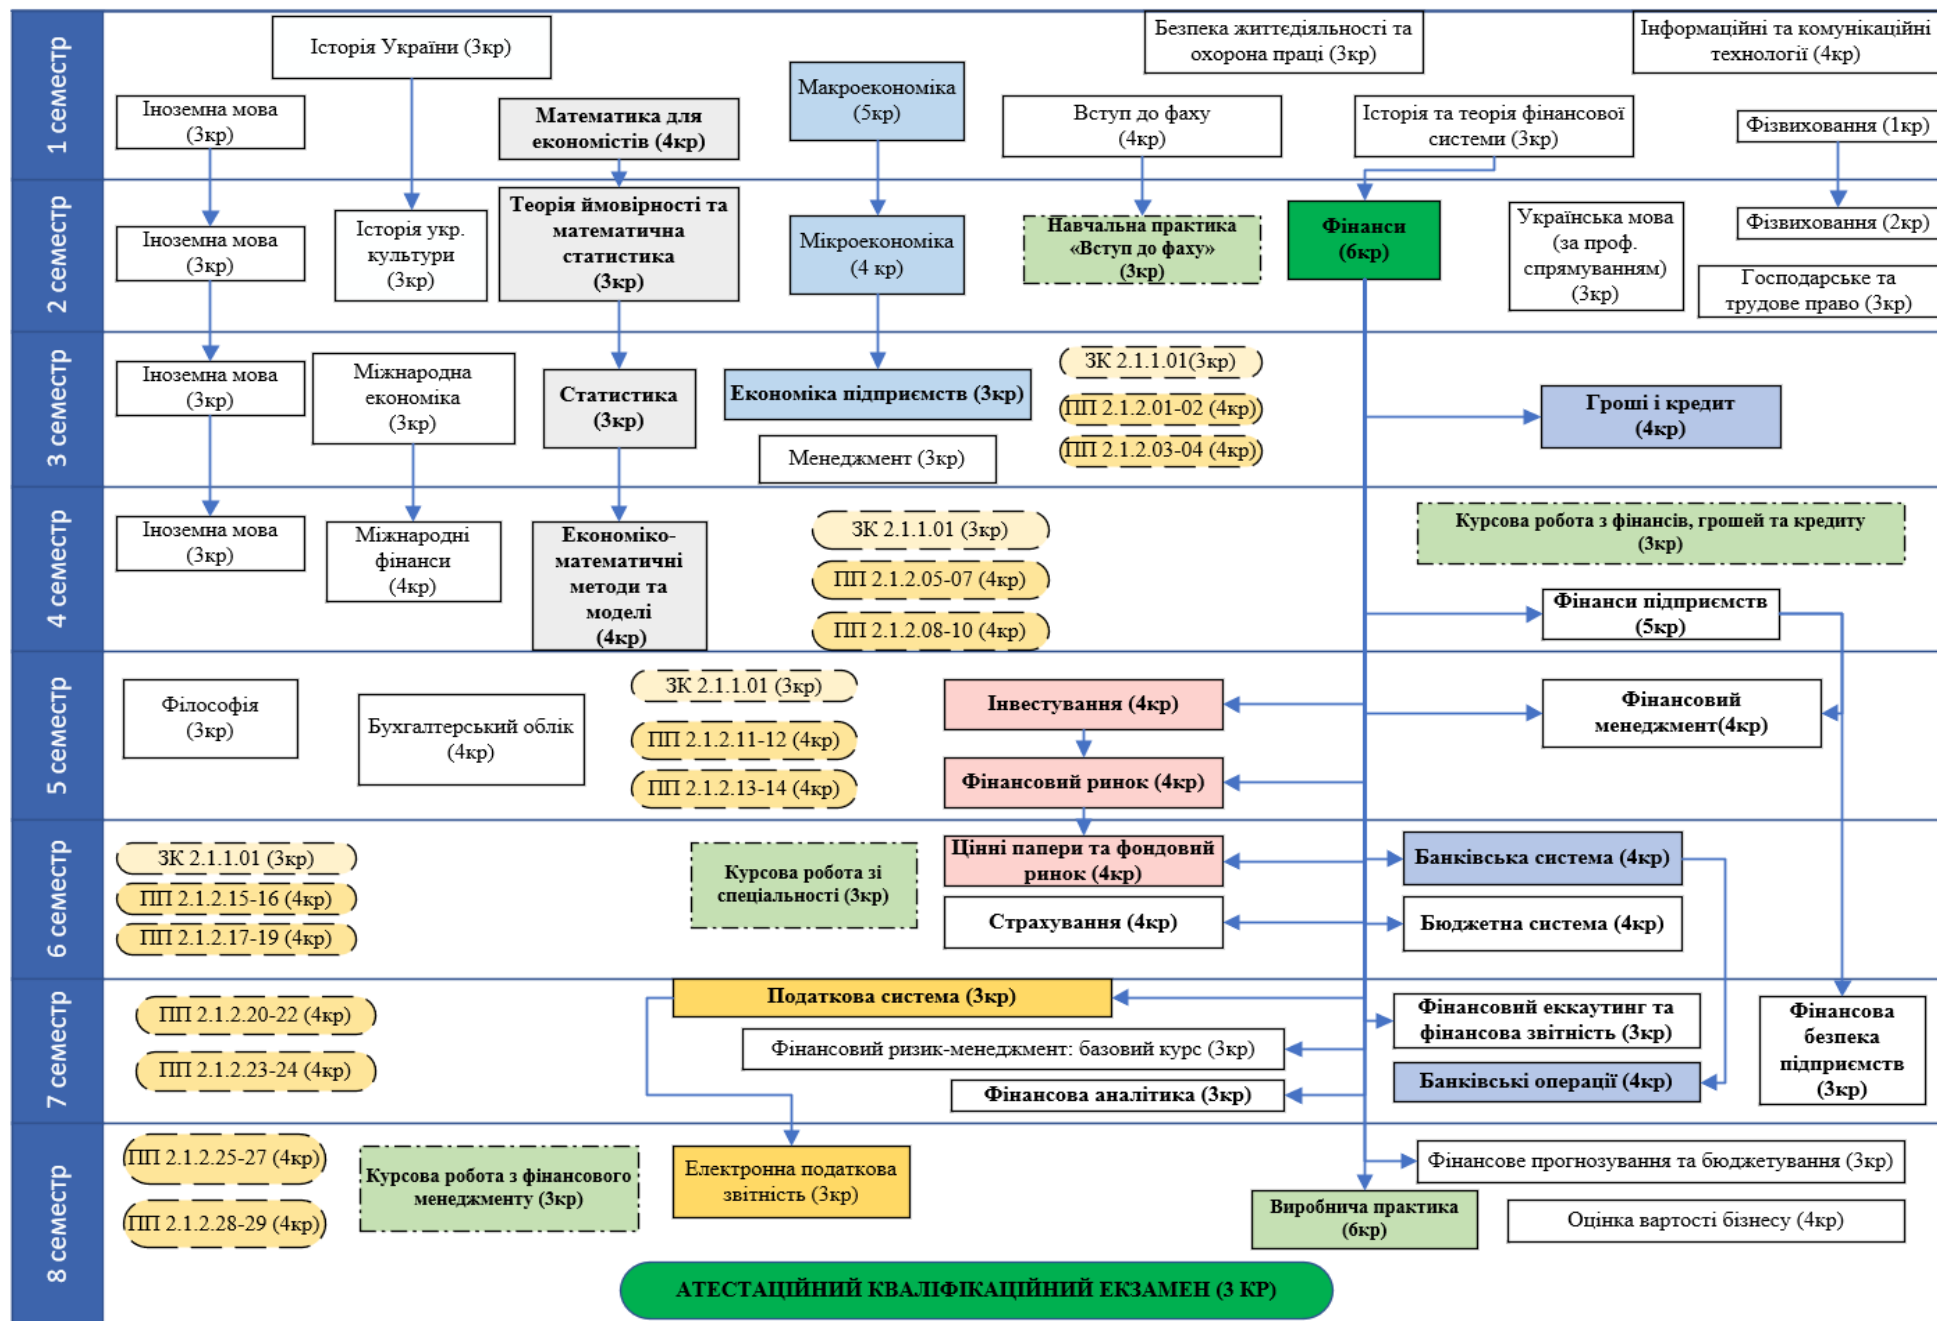 1 семестр
Історія України (3кр)
Безпека життєдіяльності та
охорона праці (3кр)
Інформаційні та комунікаційні
технології (4кр)
Іноземна мова
(3кр)
Математика для
економістів (4кр)
Макроекономіка
(5кр)
Вступ до фаху
(4кр)
Історія та теорія фінансової
системи (3кр)
Фізвиховання (1кр)
2 семестр
Іноземна мова
(3кр)
Історія укр.
культури
(3кр)
Теорія ймовірності та
математична
статистика
(3кр)
Мікроекономіка
(4 кр)
Навчальна практика
«Вступ до фаху»
(3кр)
Фінанси
(6кр)
Українська мова
(за проф.
спрямуванням)
(3кр)
Фізвиховання (2кр)
Господарське та
трудове право (3кр)
3 семестр
Іноземна мова
(3кр)
Міжнародна
економіка
(3кр)
Статистика
(3кр)
Економіка підприємств (3кр)
Менеджмент (3кр)
ЗК 2.1.1.01(3кр)
ПП 2.1.2.01-02 (4кр)
ПП 2.1.2.03-04 (4кр)
Гроші і кредит
(4кр)
4 семестр
Іноземна мова
(3кр)
Міжнародні
фінанси
(4кр)
Економіко-
математичні
методи та
моделі
(4кр)
ЗК 2.1.1.01 (3кр)
ПП 2.1.2.05-07 (4кр)
ПП 2.1.2.08-10 (4кр)
Курсова робота з фінансів, грошей та кредиту
(3кр)
Фінанси підприємств
(5кр)
5 семестр
Філософія
(3кр)
Бухгалтерський облік
(4кр)
ЗК 2.1.1.01 (3кр)
ПП 2.1.2.11-12 (4кр)
ПП 2.1.2.13-14 (4кр)
Інвестування (4кр)
Фінансовий ринок (4кр)
Фінансовий
менеджмент(4кр)
6 семестр
ЗК 2.1.1.01 (3кр)
ПП 2.1.2.15-16 (4кр)
ПП 2.1.2.17-19 (4кр)
Курсова робота зі
спеціальності (3кр)
Цінні папери та фондовий
ринок (4кр)
Страхування (4кр)
Банківська система (4кр)
Бюджетна система (4кр)
7 семестр
ПП 2.1.2.20-22 (4кр)
ПП 2.1.2.23-24 (4кр)
Податкова система (3кр)
Фінансовий ризик-менеджмент: базовий курс (3кр)
Фінансова аналітика (3кр)
Фінансовий еккаутинг та
фінансова звітність (3кр)
Банківські операції (4кр)
Фінансова
безпека
підприємств
(3кр)
8 семестр
ПП 2.1.2.25-27 (4кр)
ПП 2.1.2.28-29 (4кр)
Курсова робота з фінансового
менеджменту (3кр)
Електронна податкова
звітність (3кр)
Виробнича практика
(6кр)
Фінансове прогнозування та бюджетування (3кр)
Оцінка вартості бізнесу (4кр)
АТЕСТАЦІЙНИЙ КВАЛІФІКАЦІЙНИЙ ЕКЗАМЕН (3 КР)